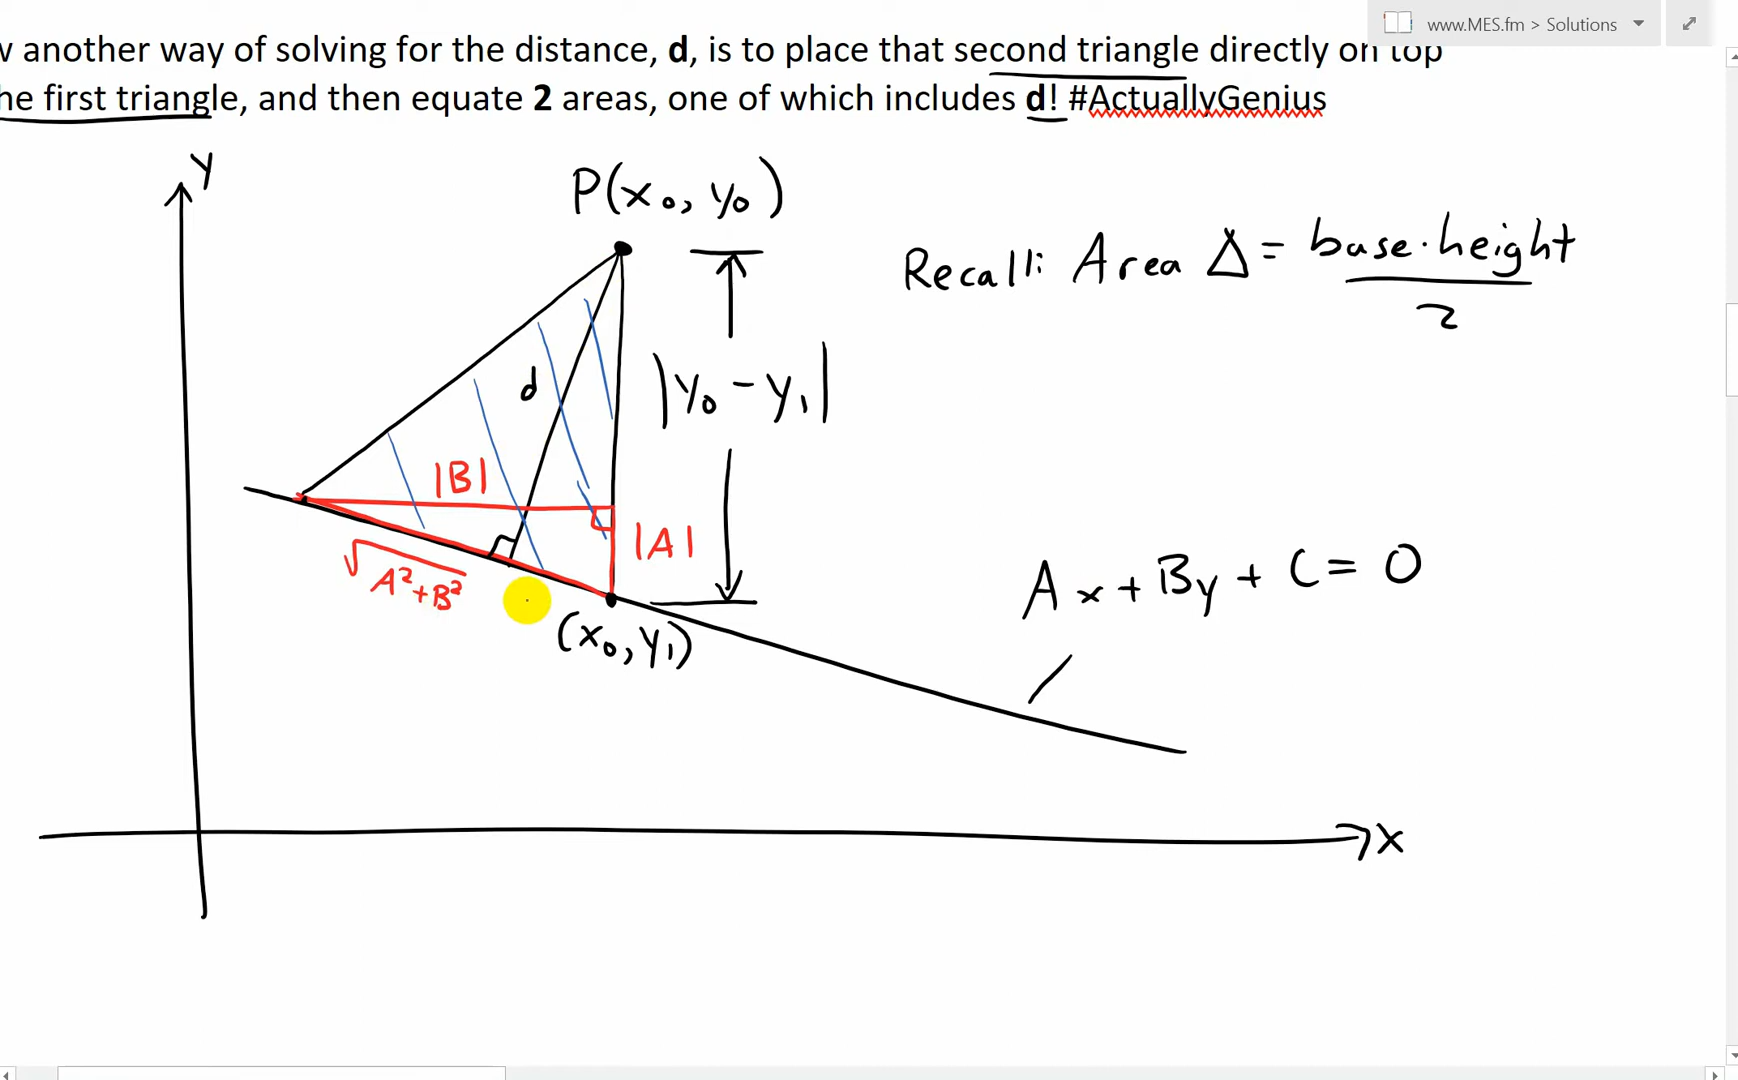 www.MES.fm > Solutions
w another way of solving for the distance, d, is to place that second triangle directly on top
he first triangle, and then equate 2 areas, one of which includes d! #ActuallyGenius
y
P(x₀, y₀)
Recall: Area Δ = base · height / 2
d
|y₀ − y₁|
|B|
|A|
√A² + B²
Ax + By + C = 0
(x₀, y₁)
x